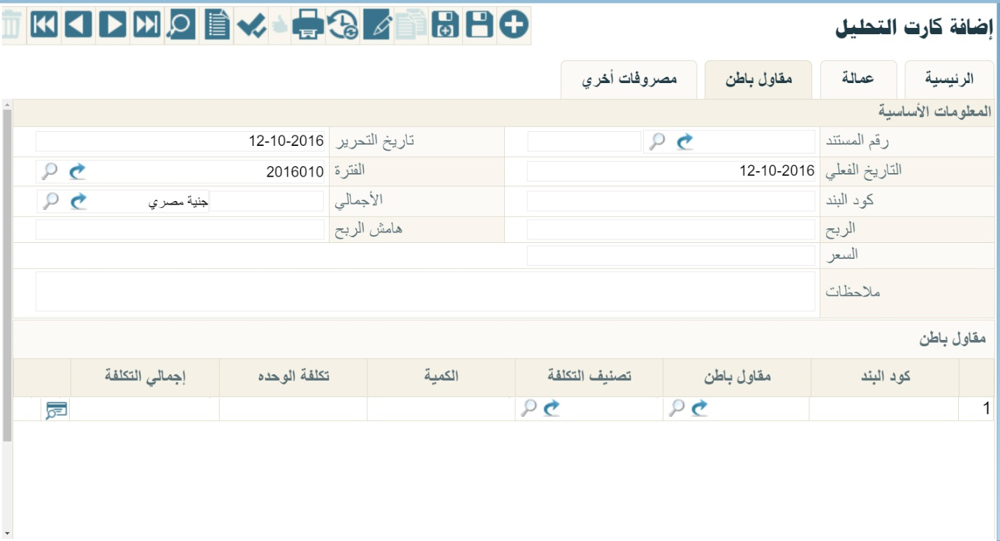 إضافة كارت التحليل
الرئيسية عمالة مقاول باطن مصروفات أخري
المعلومات الأساسية
رقم المستند تاريخ التحرير 12-10-2016
التاريخ الفعلي 12-10-2016 الفترة 2016010
كود البند الأجمالي جنية مصري
الربح هامش الربح
السعر
ملاحظات
مقاول باطن
كود البند مقاول باطن تصنيف التكلفة الكمية تكلفة الوحده إجمالي التكلفة
1